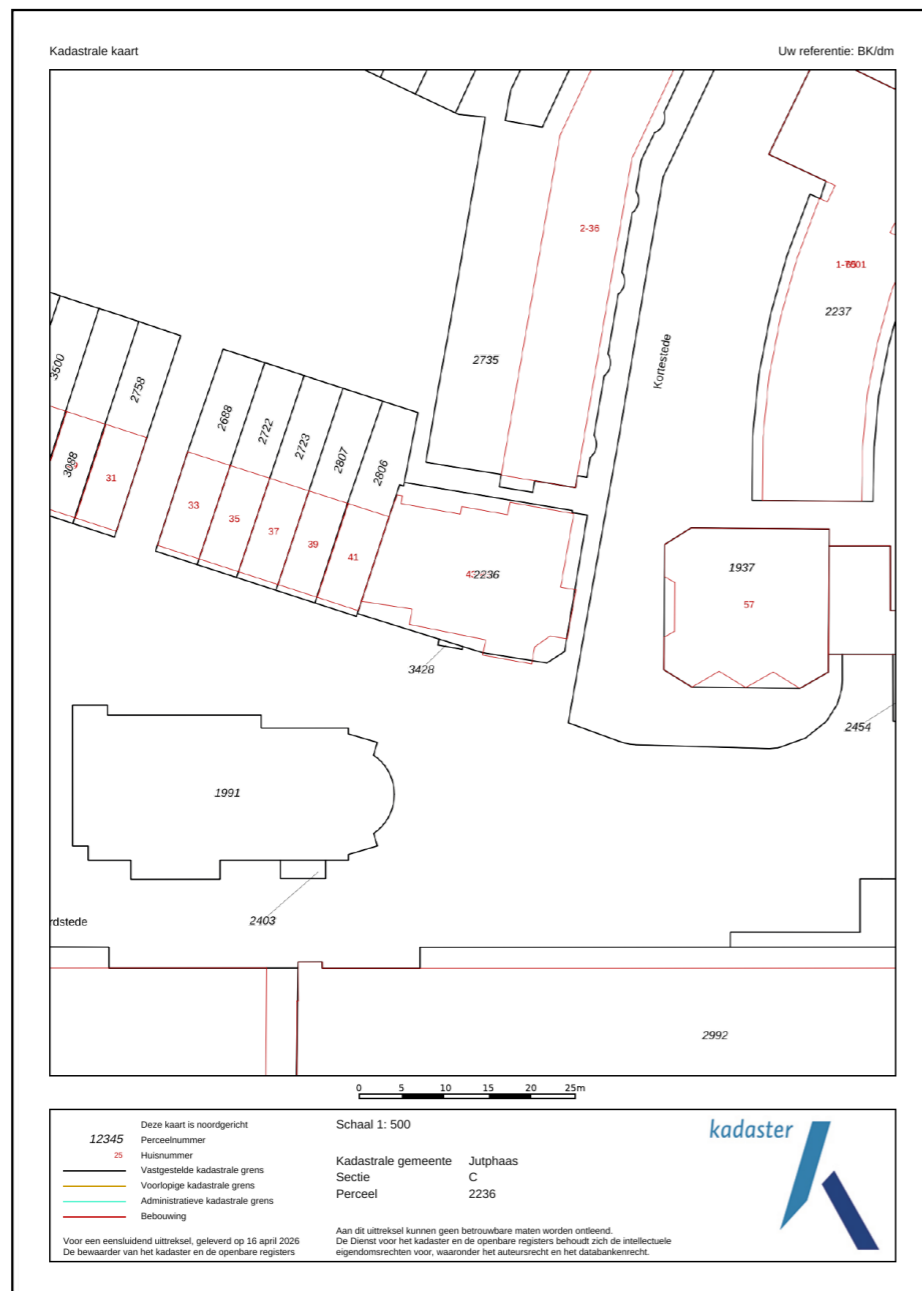 Kadastrale kaart
Uw referentie: BK/dm
2-36
2237
2735
Kortestede
3500
2758
2688
2722
2723
2807
2806
3088
31
33
35
37
39
41
2236
1937
57
3428
2454
1991
2403
rdstede
2992
0 5 10 15 20 25m
Deze kaart is noordgericht
12345 Perceelnummer
25 Huisnummer
Vastgestelde kadastrale grens
Voorlopige kadastrale grens
Administratieve kadastrale grens
Bebouwing
Voor een eensluidend uittreksel, geleverd op 16 april 2026
De bewaarder van het kadaster en de openbare registers
Schaal 1: 500
Kadastrale gemeente Jutphaas
Sectie C
Perceel 2236
Aan dit uittreksel kunnen geen betrouwbare maten worden ontleend.
De Dienst voor het kadaster en de openbare registers behoudt zich de intellectuele
eigendomsrechten voor, waaronder het auteursrecht en het databankenrecht.
kadaster